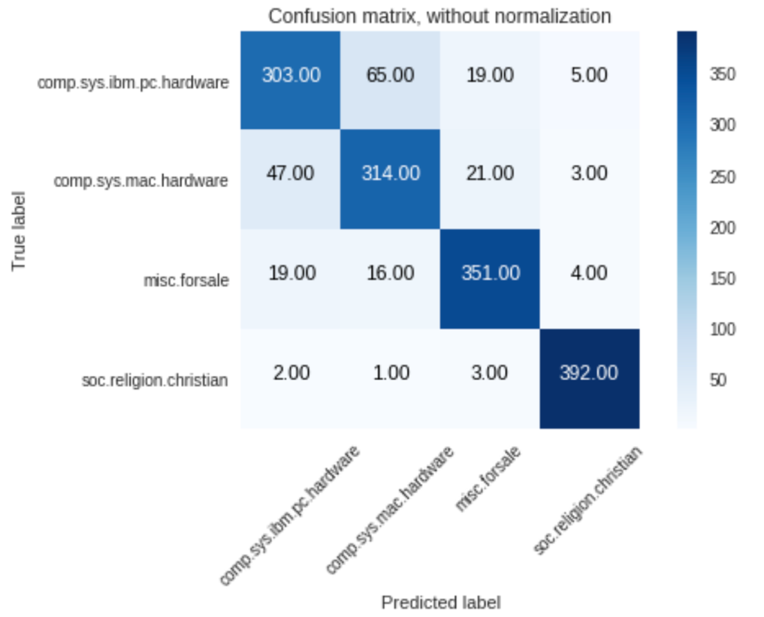 Confusion matrix, without normalization
comp.sys.ibm.pc.hardware 303.00 65.00 19.00 5.00
comp.sys.mac.hardware 47.00 314.00 21.00 3.00
misc.forsale 19.00 16.00 351.00 4.00
soc.religion.christian 2.00 1.00 3.00 392.00
True label
comp.sys.ibm.pc.hardware
comp.sys.mac.hardware
misc.forsale
soc.religion.christian
Predicted label
350
300
250
200
150
100
50